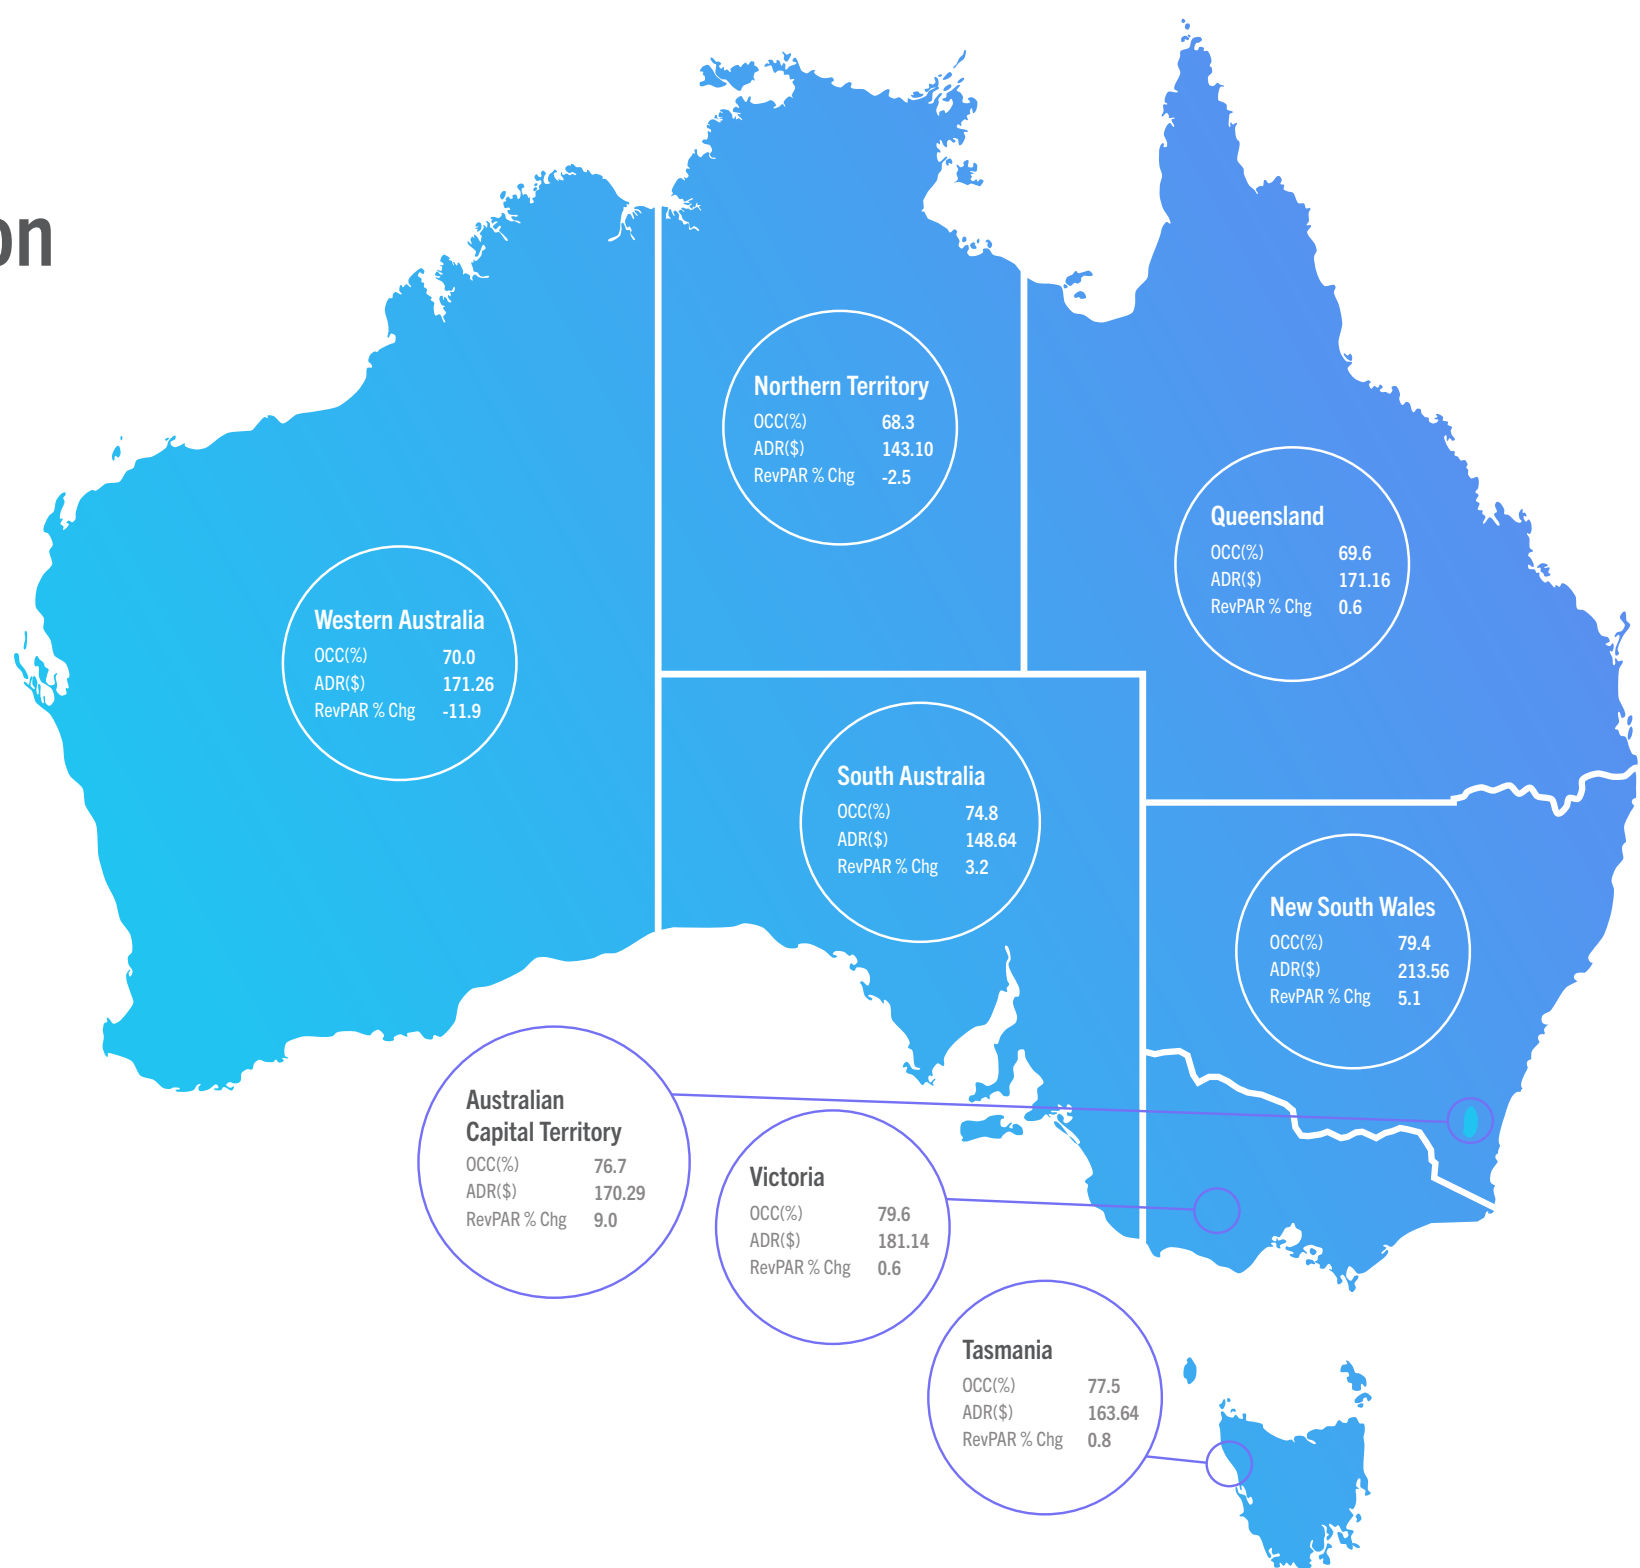 on
Northern Territory
OCC(%) 68.3
ADR($) 143.10
RevPAR % Chg -2.5
Queensland
OCC(%) 69.6
ADR($) 171.16
RevPAR % Chg 0.6
Western Australia
OCC(%) 70.0
ADR($) 171.26
RevPAR % Chg -11.9
South Australia
OCC(%) 74.8
ADR($) 148.64
RevPAR % Chg 3.2
New South Wales
OCC(%) 79.4
ADR($) 213.56
RevPAR % Chg 5.1
Australian
Capital Territory
OCC(%) 76.7
ADR($) 170.29
RevPAR % Chg 9.0
Victoria
OCC(%) 79.6
ADR($) 181.14
RevPAR % Chg 0.6
Tasmania
OCC(%) 77.5
ADR($) 163.64
RevPAR % Chg 0.8